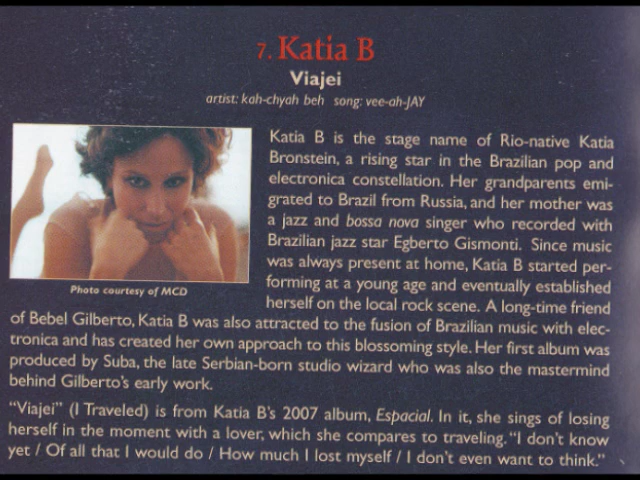 7. Katia B
Viajei
artist: kah-chyah beh song: vee-ah-JAY
Katia B is the stage name of Rio-native Katia
Bronstein, a rising star in the Brazilian pop and
electronica constellation. Her grandparents emi-
grated to Brazil from Russia, and her mother was
a jazz and bossa nova singer who recorded with
Brazilian jazz star Egberto Gismonti. Since music
was always present at home, Katia B started per-
forming at a young age and eventually established
herself on the local rock scene. A long-time friend
of Bebel Gilberto, Katia B was also attracted to the fusion of Brazilian music with elec-
tronica and has created her own approach to this blossoming style. Her first album was
produced by Suba, the late Serbian-born studio wizard who was also the mastermind
behind Gilberto's early work.
Photo courtesy of MCD
"Viajei" (I Traveled) is from Katia B's 2007 album, Espacial. In it, she sings of losing
herself in the moment with a lover, which she compares to traveling. "I don't know
yet / Of all that I would do / How much I lost myself / I don't even want to think."